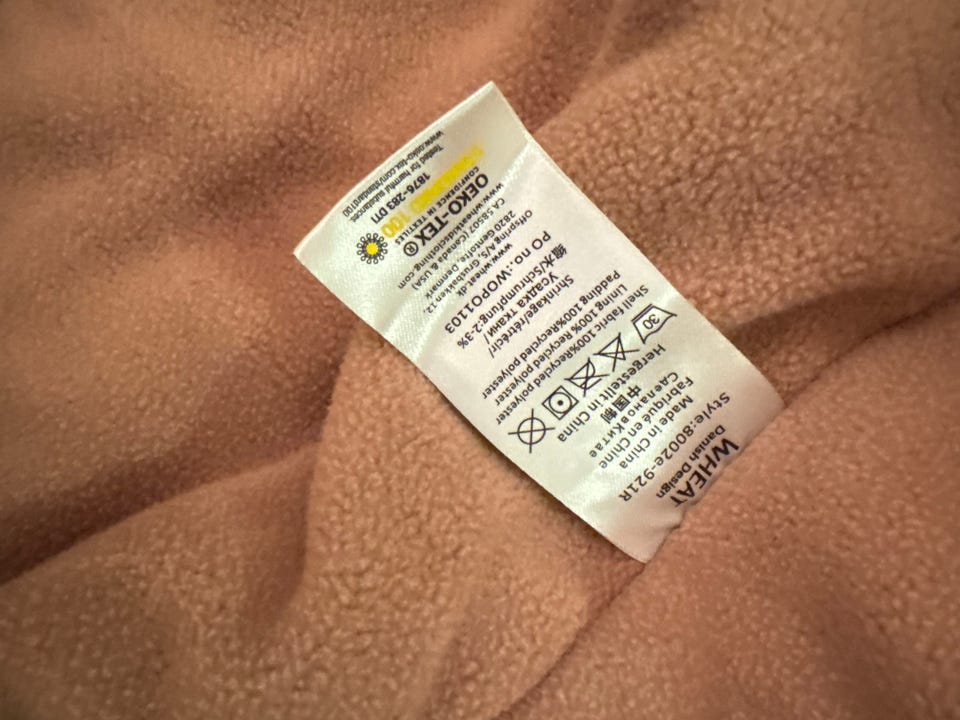 WHEAT
Danish Design
Style:8002e-921R
Made in China
Fabriqué en Chine
Сделано в Китае
中国制
Hergestellt in China
30
Shell fabric 100%Recycled polyester
Lining 100% Recycled polyester
Padding 100%Recycled polyester
Усадка ткани/
Shrinkage/rétrécir/
缩水/schrumpfung:2-3%
PO no.:WOPO1103
Offspring A/S, Grusbakken 12,
2820 Gentofte, Denmark
www.wheat.dk
CA 58507 (Canada & USA)
www.wheatkidsclothing.com
OEKO-TEX®
CONFIDENCE IN TEXTILES
100
1876-283 DTI
Tested for harmful substances
www.oeko-tex.com/standard100